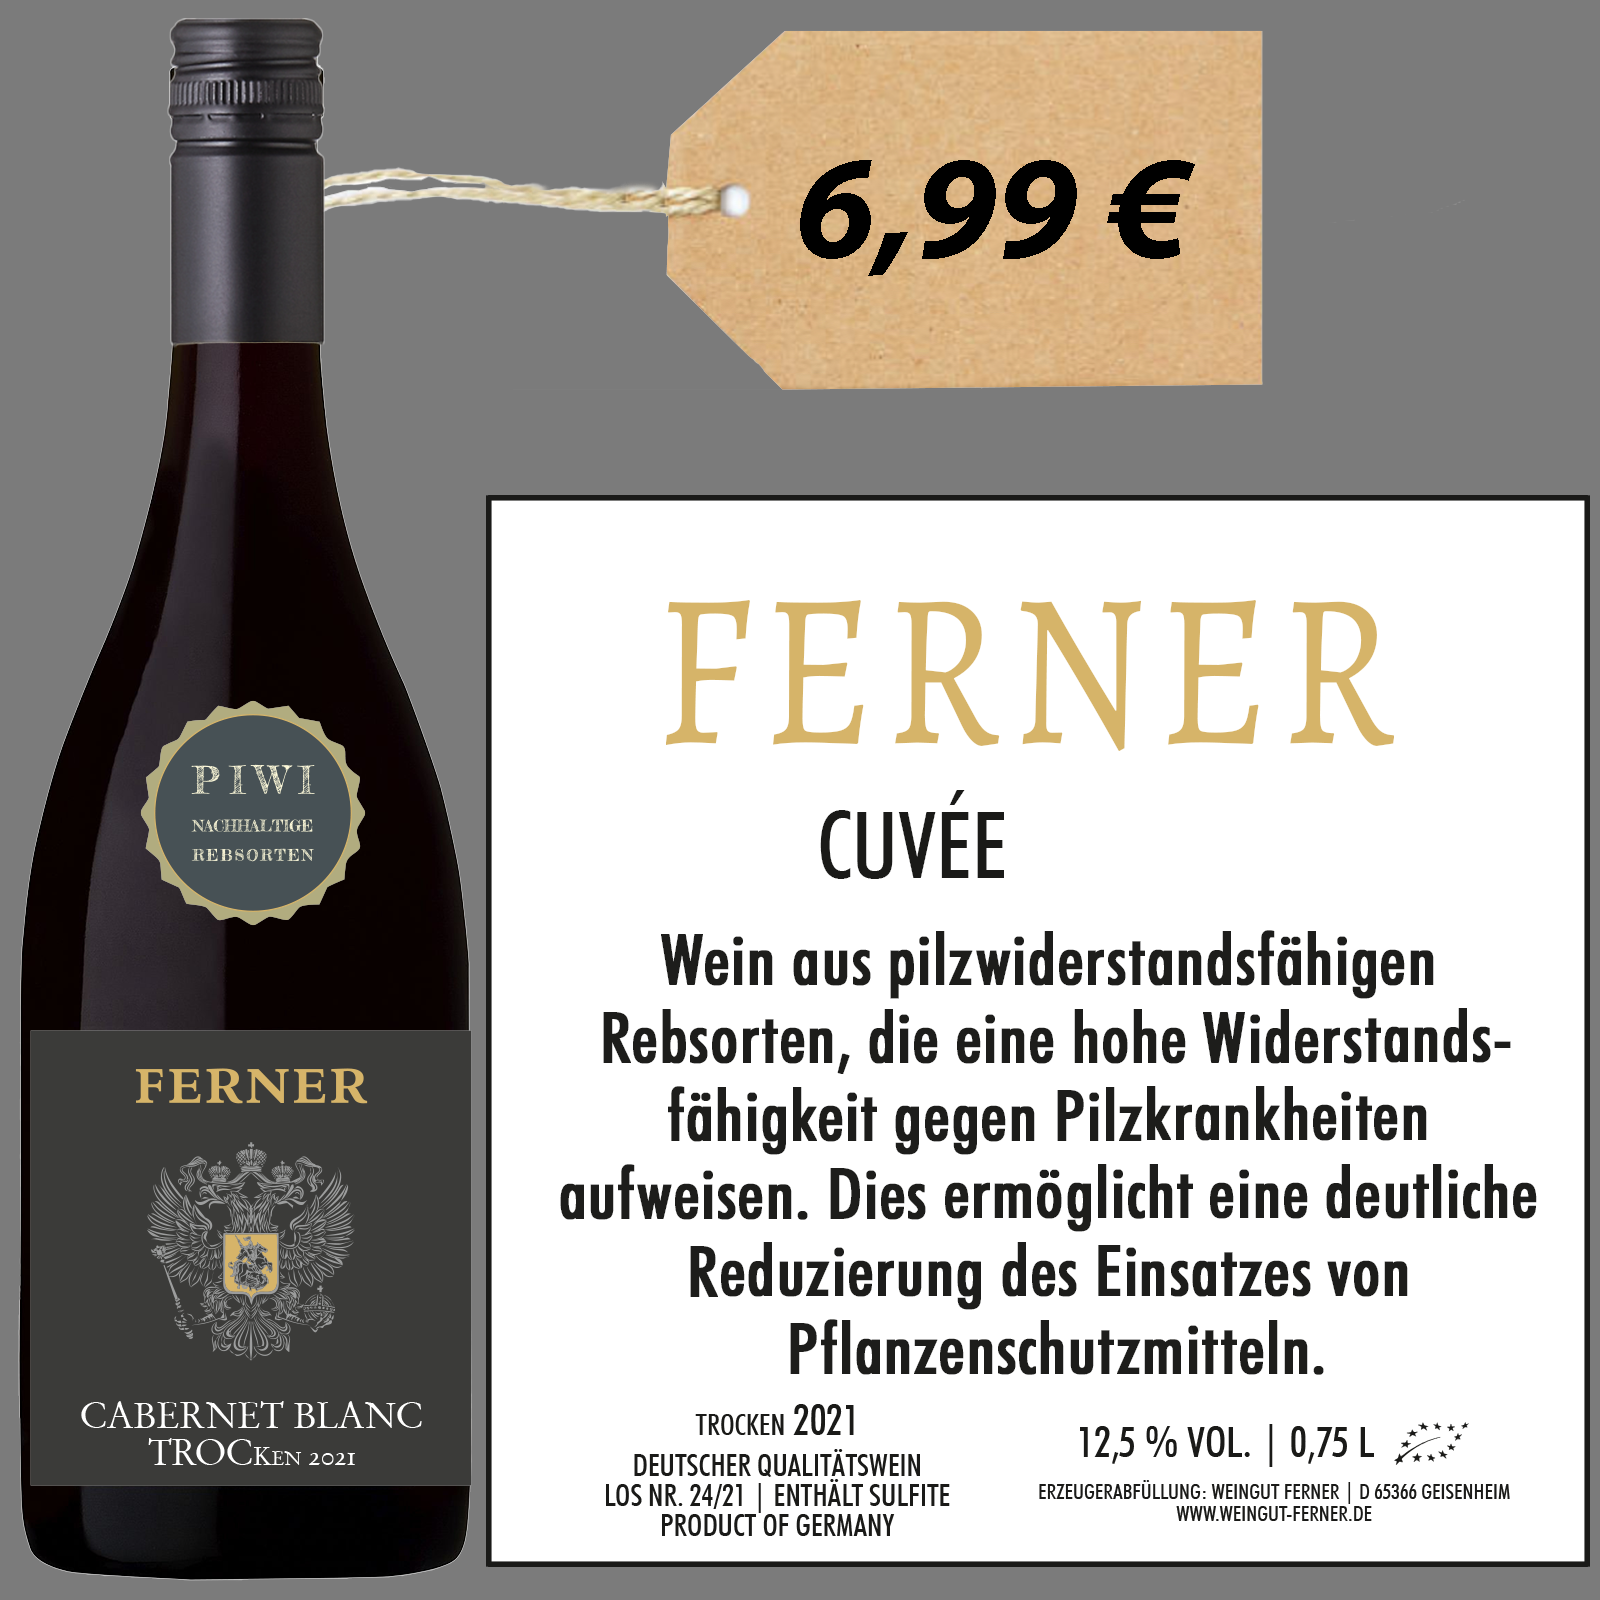 6,99 €
PIWI
NACHHALTIGE
REBSORTEN
FERNER
CABERNET BLANC
TROCKEN 2021
FERNER
CUVÉE
Wein aus pilzwiderstandsfähigen
Rebsorten, die eine hohe Widerstands-
fähigkeit gegen Pilzkrankheiten
aufweisen. Dies ermöglicht eine deutliche
Reduzierung des Einsatzes von
Pflanzenschutzmitteln.
TROCKEN 2021
DEUTSCHER QUALITÄTSWEIN
LOS NR. 24/21 | ENTHÄLT SULFITE
PRODUCT OF GERMANY
12,5 % VOL. | 0,75 L
ERZEUGERABFÜLLUNG: WEINGUT FERNER | D 65366 GEISENHEIM
WWW.WEINGUT-FERNER.DE